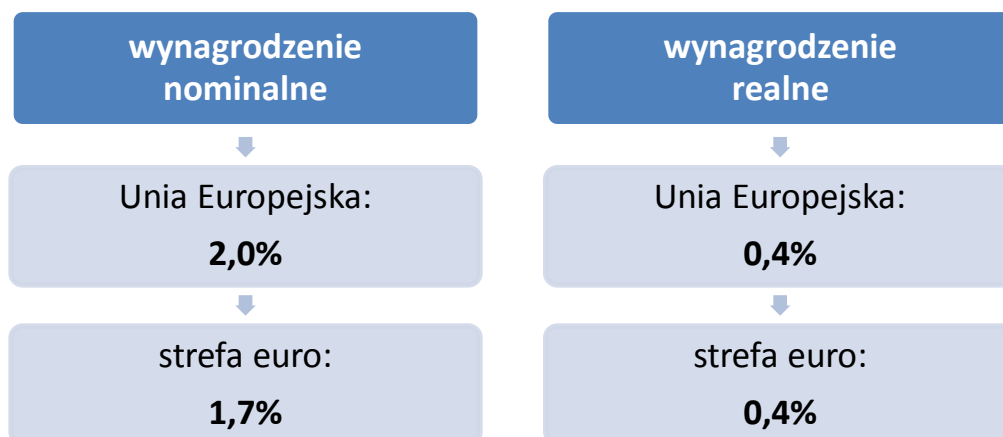 wynagrodzenie
nominalne
Unia Europejska:
2,0%
strefa euro:
1,7%
wynagrodzenie
realne
Unia Europejska:
0,4%
strefa euro:
0,4%